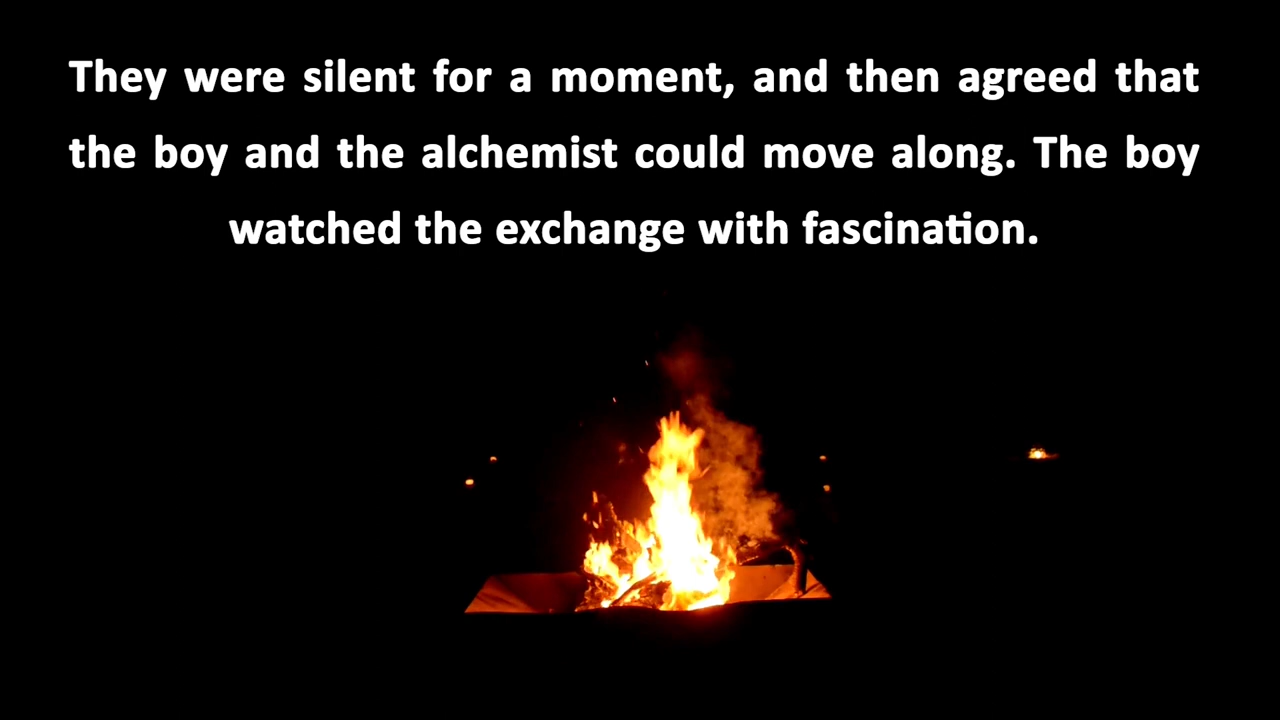 They were silent for a moment, and then agreed that
the boy and the alchemist could move along. The boy
watched the exchange with fascination.